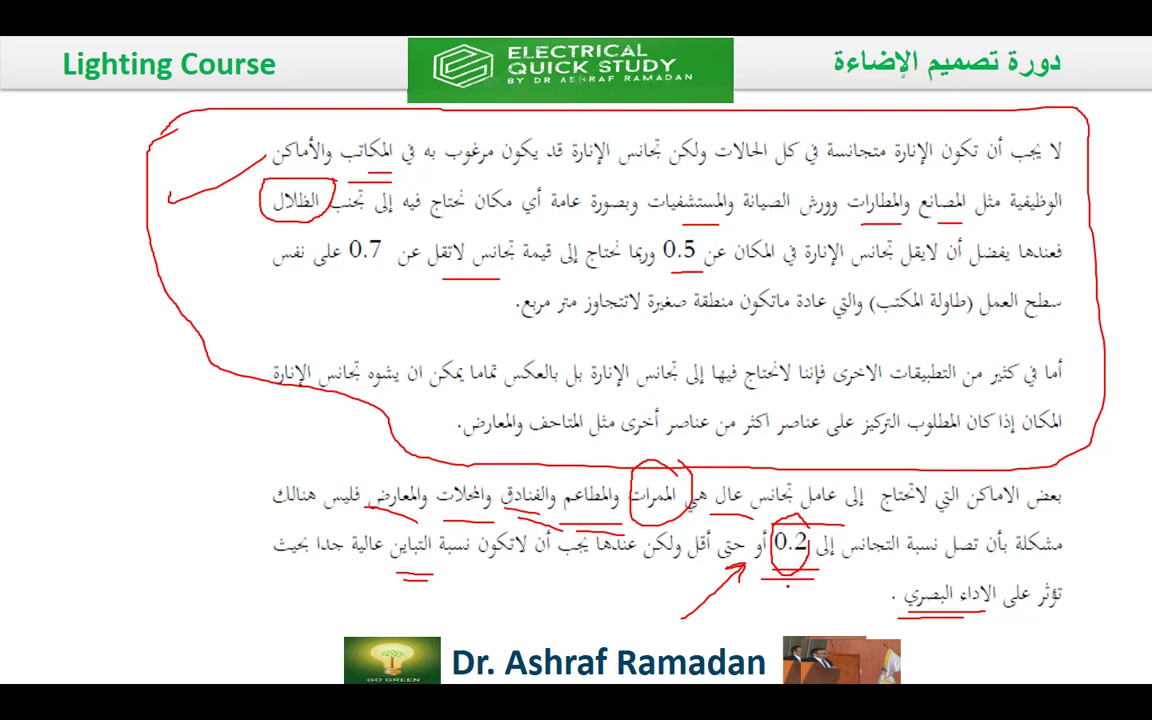 Lighting Course
ELECTRICAL
QUICK STUDY
BY DR ASHRAF RAMADAN
دورة تصميم الإضاءة
لا يجب أن تكون الإنارة متجانسة في كل الحالات ولكن تجانس الإنارة قد يكون مرغوب به في المكاتب والأماكن
الوظيفية مثل المصانع والمطارات وورش الصيانة والمستشفيات وبصورة عامة أي مكان نحتاج فيه إلى تجنب الظلال
فعندها يفضل أن لايقل تجانس الإنارة في المكان عن 0.5 وربما نحتاج إلى قيمة تجانس لاتقل عن 0.7 على نفس
سطح العمل (طاولة المكتب) والتي عادة ماتكون منطقة صغيرة لاتتجاوز متر مربع.
أما في كثير من التطبيقات الاخرى فإننا لانحتاج فيها إلى تجانس الإنارة بل بالعكس تماما يمكن ان يشوه تجانس الإنارة
المكان إذا كان المطلوب التركيز على عناصر اكثر من عناصر أخرى مثل المتاحف والمعارض.
بعض الاماكن التي لاتحتاج إلى عامل تجانس عال هي الممرات والمطاعم والفنادق والمحلات والمعارض فليس هنالك
مشكلة بأن تصل نسبة التجانس إلى 0.2 أو حتى أقل ولكن عندها يجب أن لاتكون نسبة التباين عالية جدا بحيث
تؤثر على الاداء البصري .
GO GREEN
Dr. Ashraf Ramadan